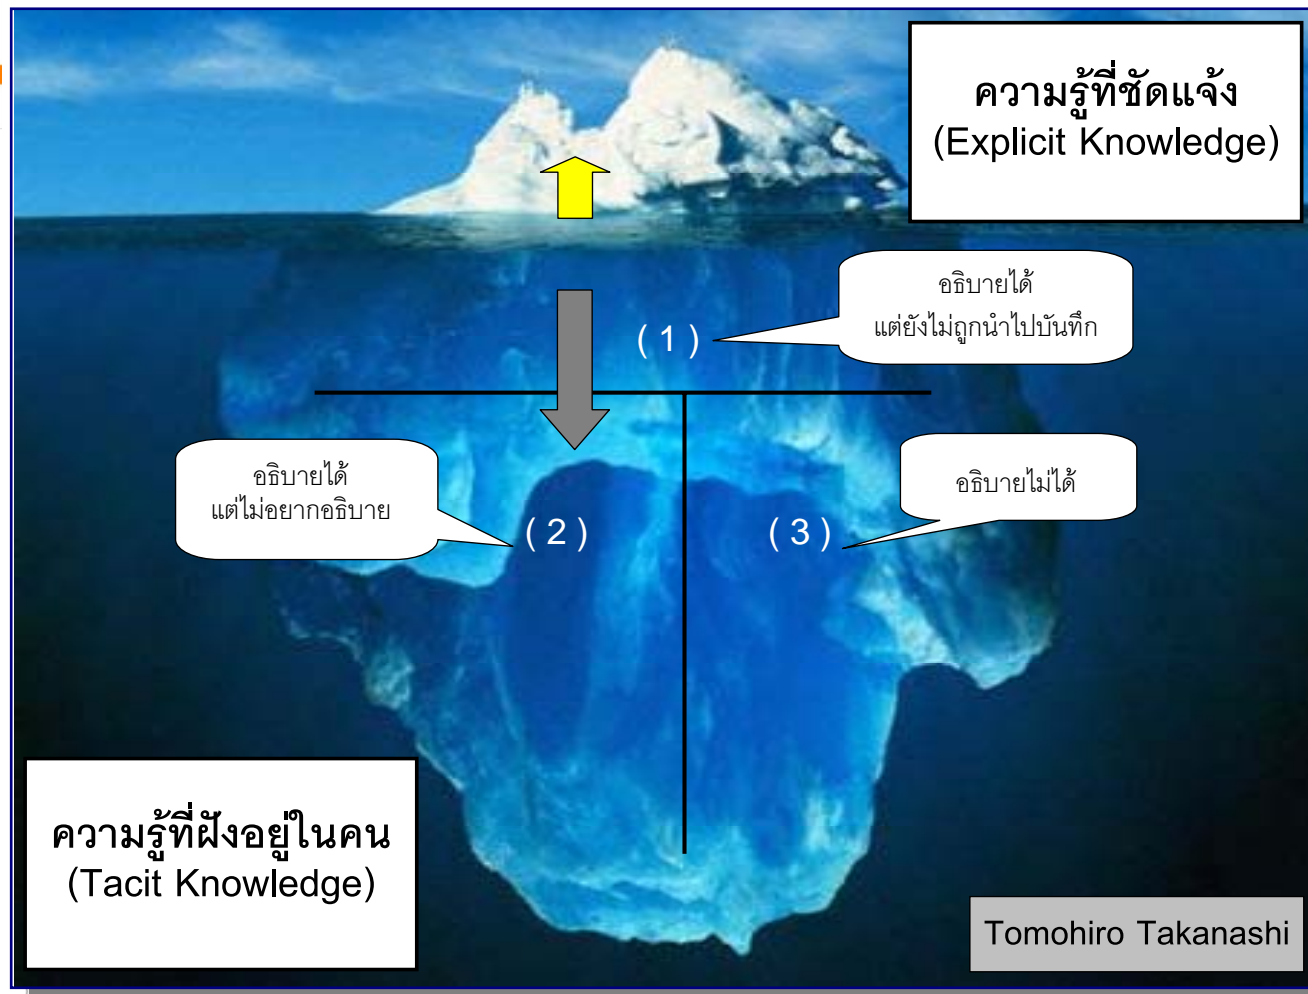 ความรู้ที่ชัดแจ้ง
(Explicit Knowledge)
อธิบายได้
แต่ยังไม่ถูกนำไปบันทึก
(1)
อธิบายได้
แต่ไม่อยากอธิบาย
(2)
อธิบายไม่ได้
(3)
ความรู้ที่ฝังอยู่ในคน
(Tacit Knowledge)
Tomohiro Takanashi